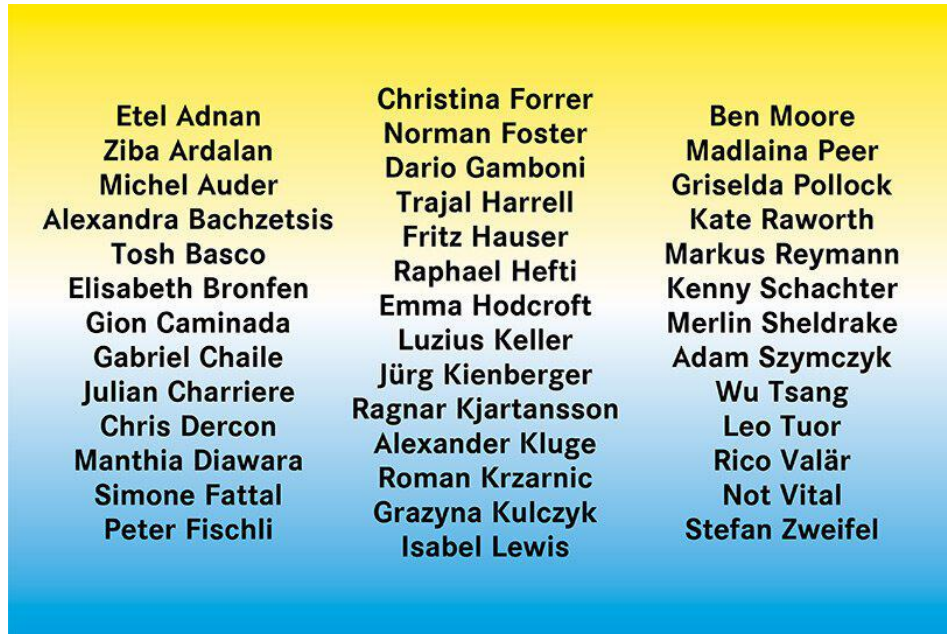 Etel Adnan
Ziba Ardalan
Michel Auder
Alexandra Bachzetsis
Tosh Basco
Elisabeth Bronfen
Gion Caminada
Gabriel Chaile
Julian Charriere
Chris Dercon
Manthia Diawara
Simone Fattal
Peter Fischli
Christina Forrer
Norman Foster
Dario Gamboni
Trajal Harrell
Fritz Hauser
Raphael Hefti
Emma Hodcroft
Luzius Keller
Jürg Kienberger
Ragnar Kjartansson
Alexander Kluge
Roman Krzarnic
Grazyna Kulczyk
Isabel Lewis
Ben Moore
Madlaina Peer
Griselda Pollock
Kate Raworth
Markus Reymann
Kenny Schachter
Merlin Sheldrake
Adam Szymczyk
Wu Tsang
Leo Tuor
Rico Valär
Not Vital
Stefan Zweifel